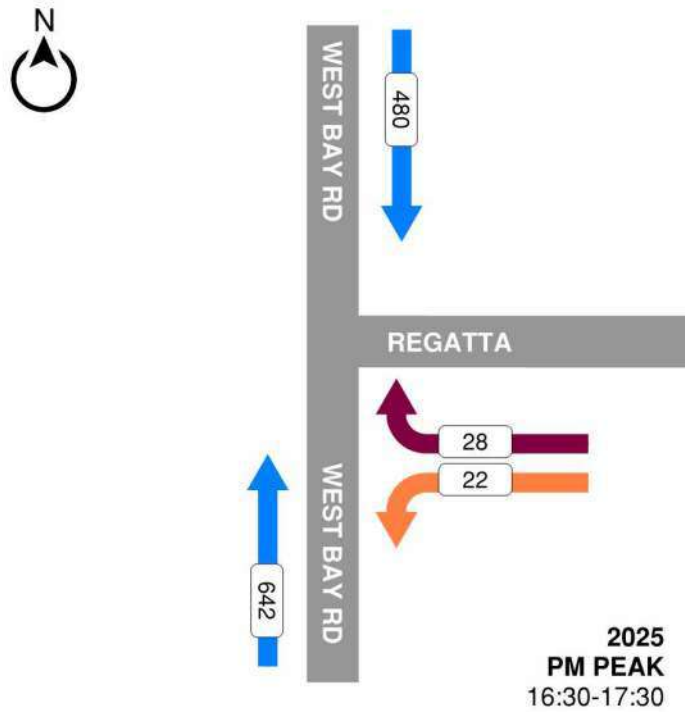 N
WEST BAY RD
480
REGATTA
28
22
WEST BAY RD
642
2025
PM PEAK
16:30-17:30